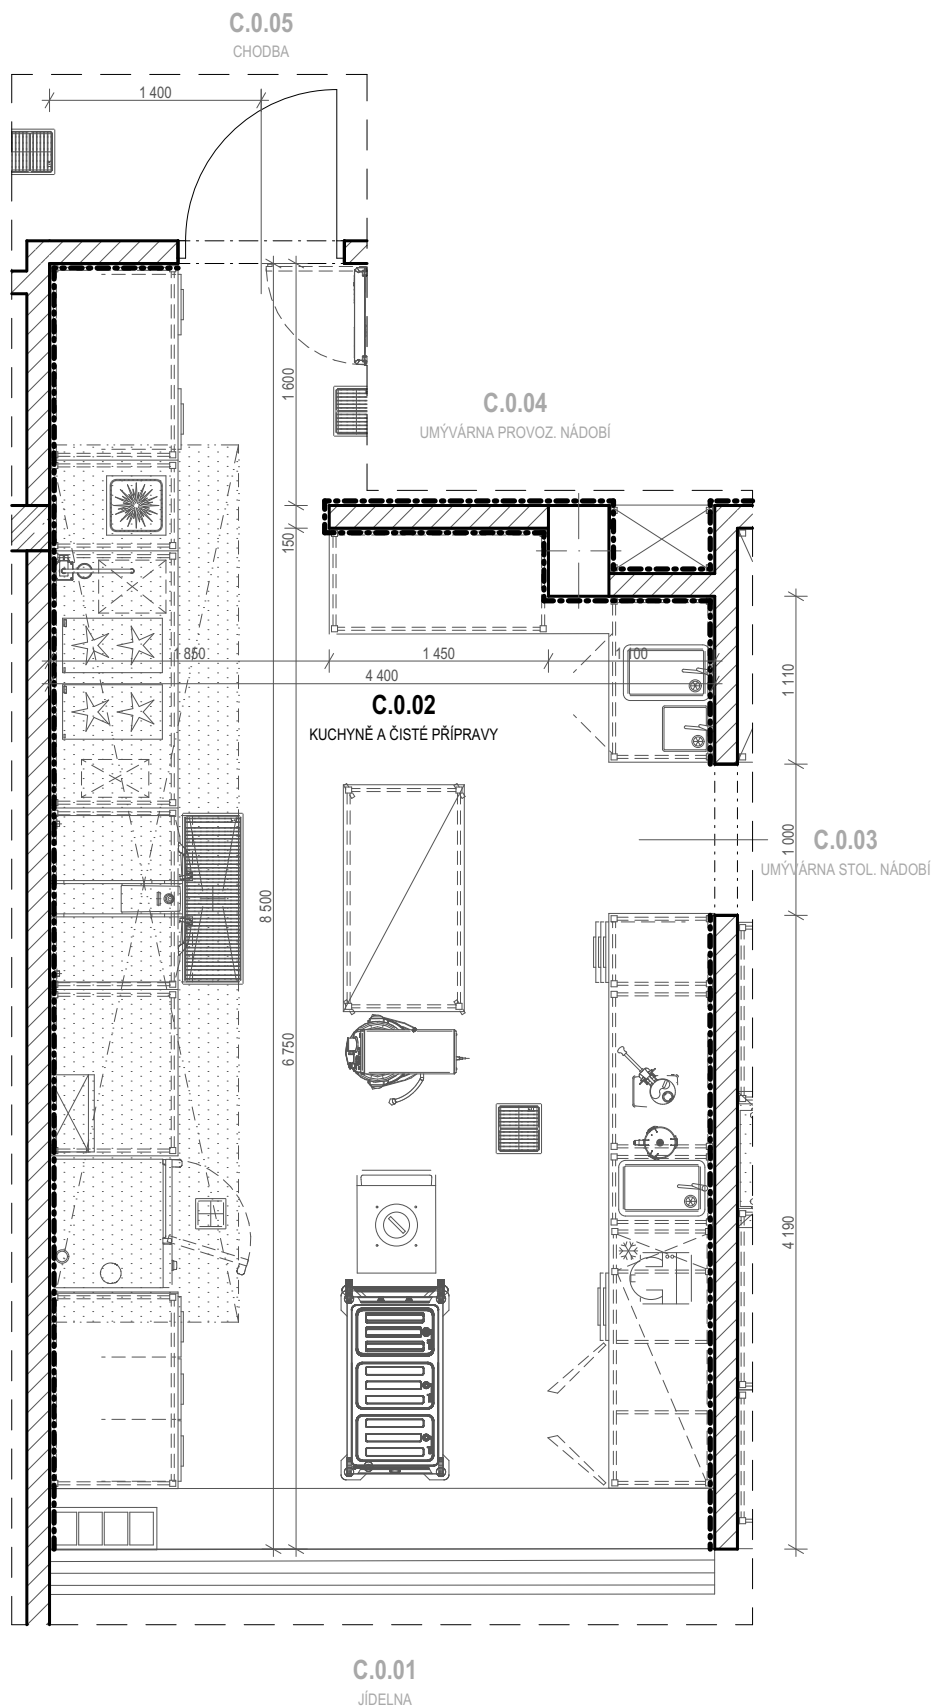 C.0.05
CHODBA
1 400
1 600
C.0.04
UMÝVÁRNA PROVOZ. NÁDOBÍ
150
1 850
1 450
1 100
4 400
1 110
C.0.02
KUCHYNĚ A ČISTÉ PŘÍPRAVY
1 000
C.0.03
UMÝVÁRNA STOL. NÁDOBÍ
8 500
6 750
4 190
C.0.01
JÍDELNA